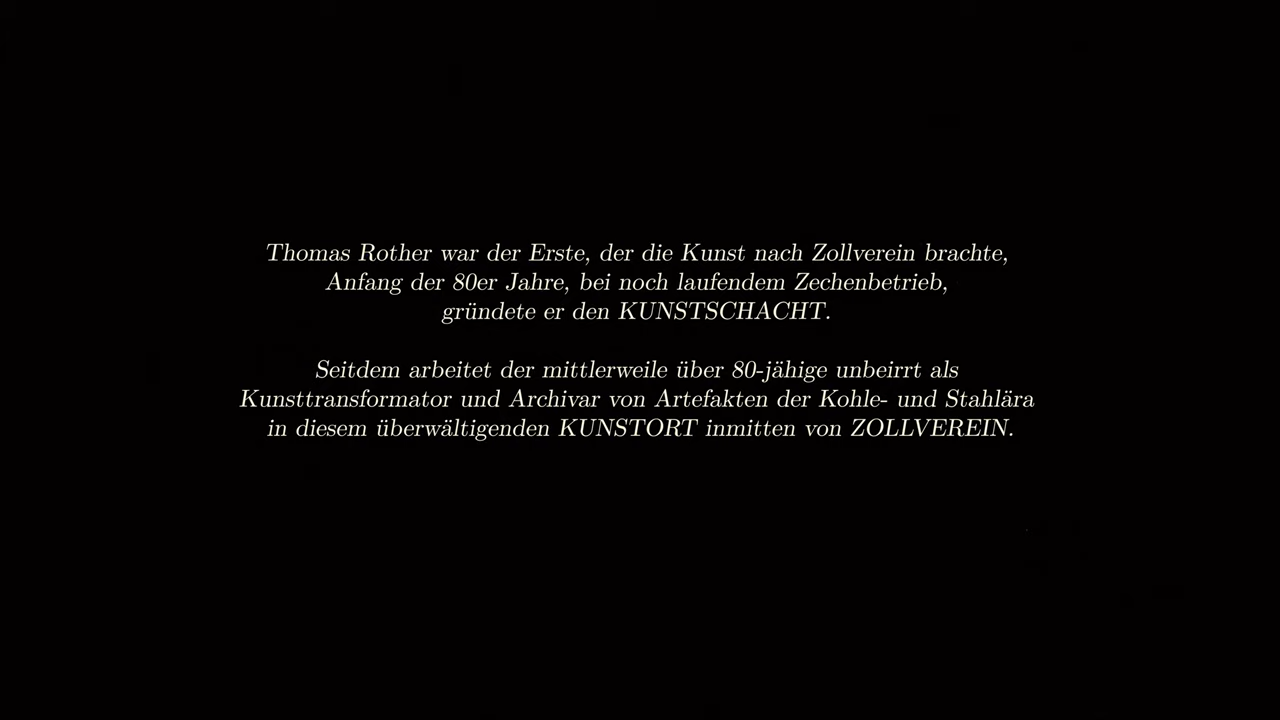 Thomas Rother war der Erste, der die Kunst nach Zollverein brachte,
Anfang der 80er Jahre, bei noch laufendem Zechenbetrieb,
gründete er den KUNSTSCHACHT.
Seitdem arbeitet der mittlerweile über 80-jähige unbeirrt als
Kunsttransformator und Archivar von Artefakten der Kohle- und Stahlära
in diesem überwältigenden KUNSTORT inmitten von ZOLLVEREIN.